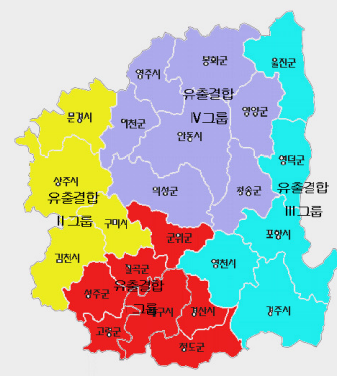 봉화군
울진군
영주시
유출결합
Ⅳ그룹
영양군
문경시
예천군
안동시
영덕군
상주시
유출결합
Ⅱ그룹
의성군
청송군
유출결합
Ⅲ그룹
구미시
군위군
포항시
김천시
칠곡군
영천시
유출결합
성주군
그룹
대구시
경산시
경주시
고령군
청도군